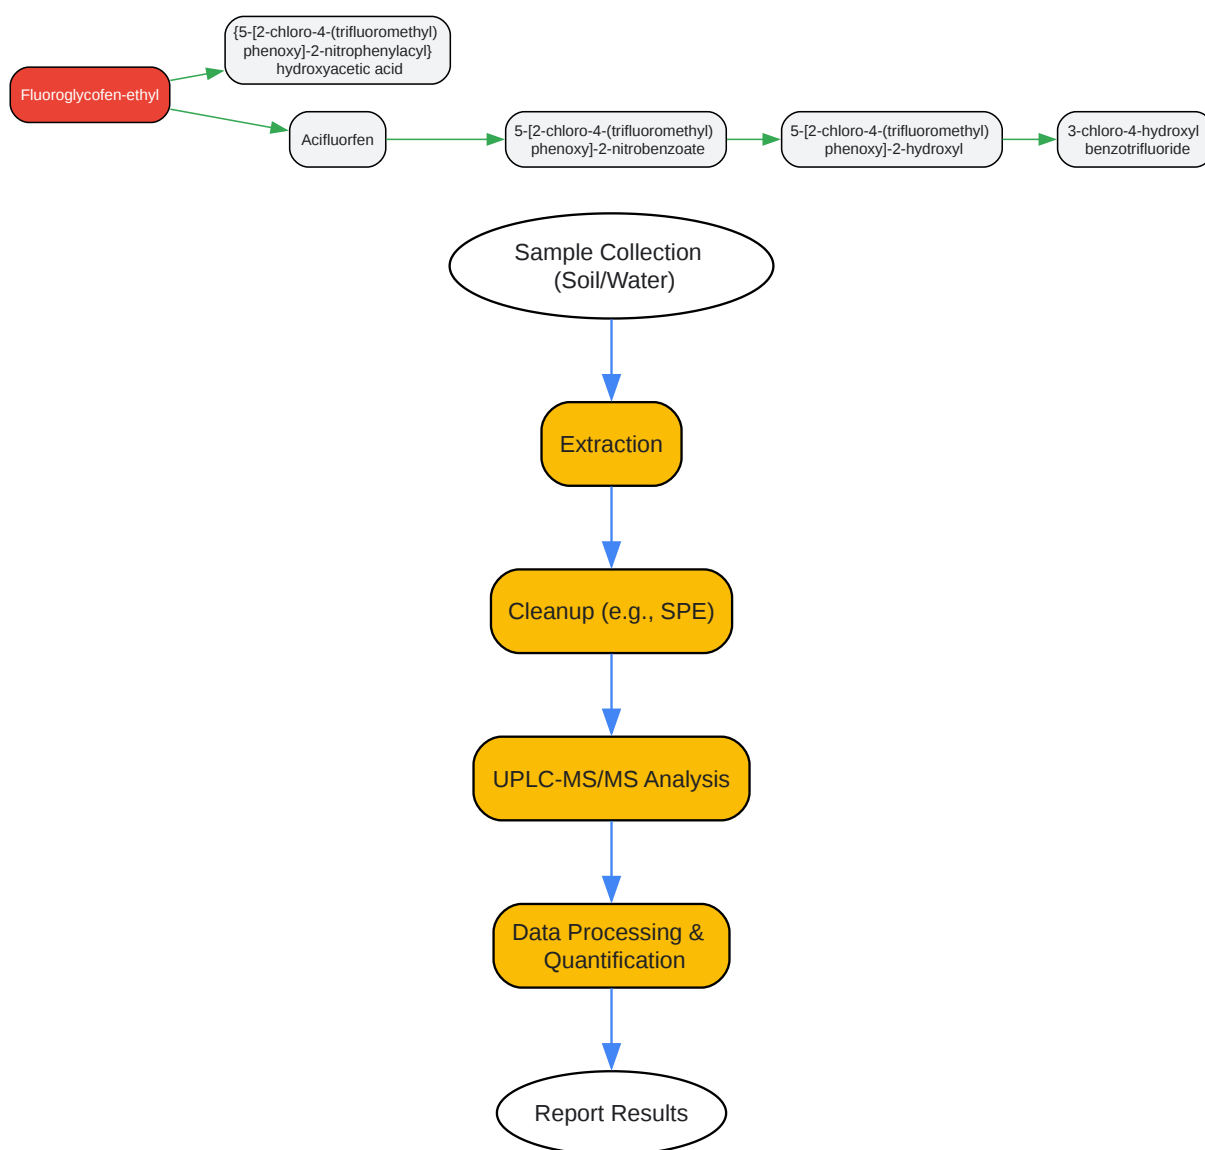 {5-[2-chloro-4-(trifluoromethyl)
phenoxy]-2-nitrophenylacyl}
hydroxyacetic acid
Fluoroglycofen-ethyl
Acifluorfen
5-[2-chloro-4-(trifluoromethyl)
phenoxy]-2-nitrobenzoate
5-[2-chloro-4-(trifluoromethyl)
phenoxy]-2-hydroxyl
3-chloro-4-hydroxyl
benzotrifluoride
Sample Collection
(Soil/Water)
Extraction
Cleanup (e.g., SPE)
UPLC-MS/MS Analysis
Data Processing &
Quantification
Report Results